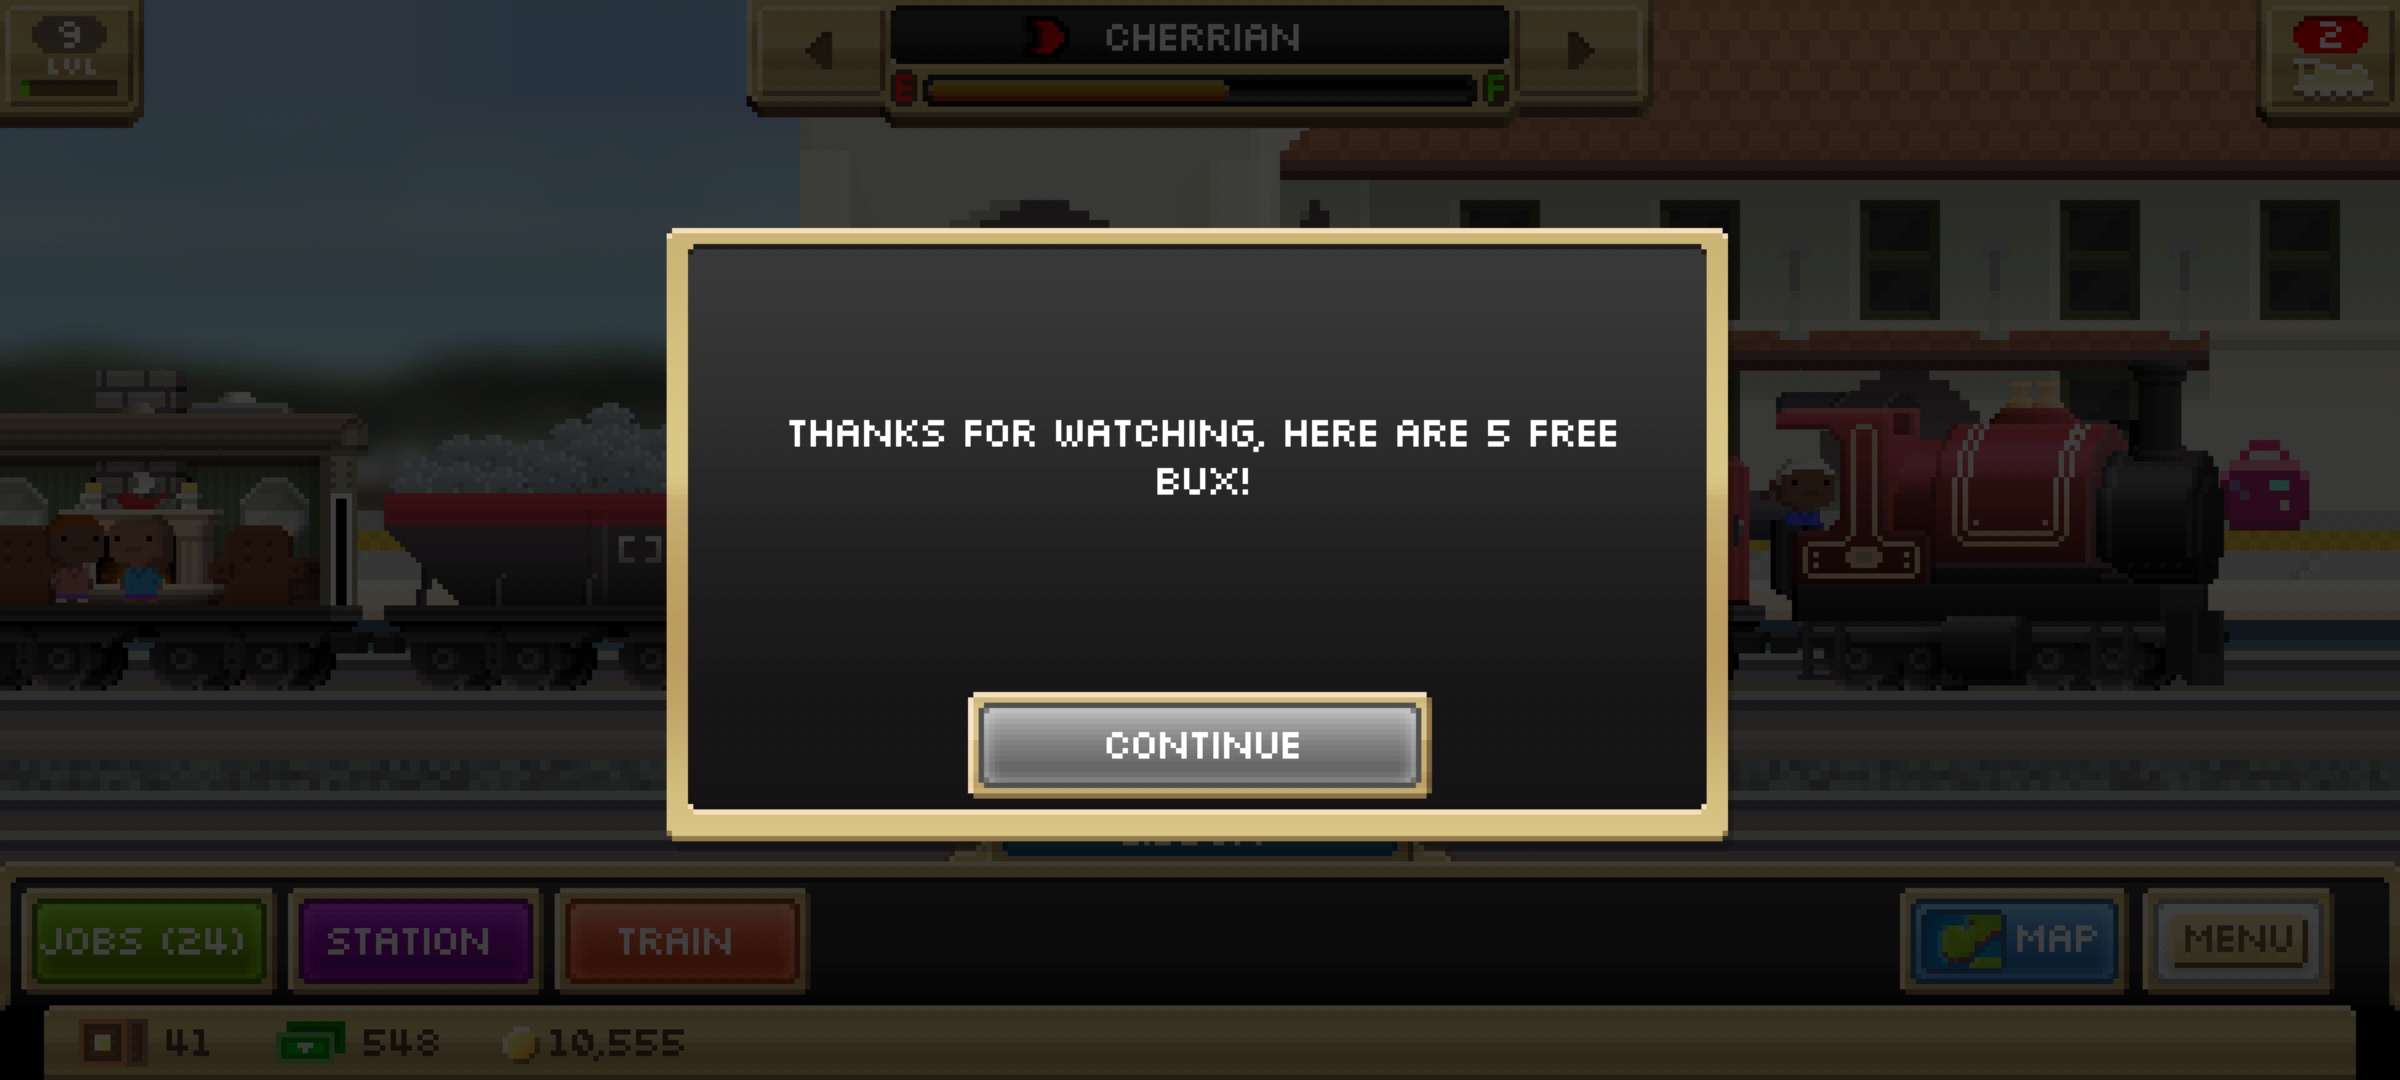 9
LVL
CHERRIAN
E F
2
THANKS FOR WATCHING, HERE ARE 5 FREE
BUX!
CONTINUE
JOBS (24)
STATION
TRAIN
MAP
MENU
41
548
10,555